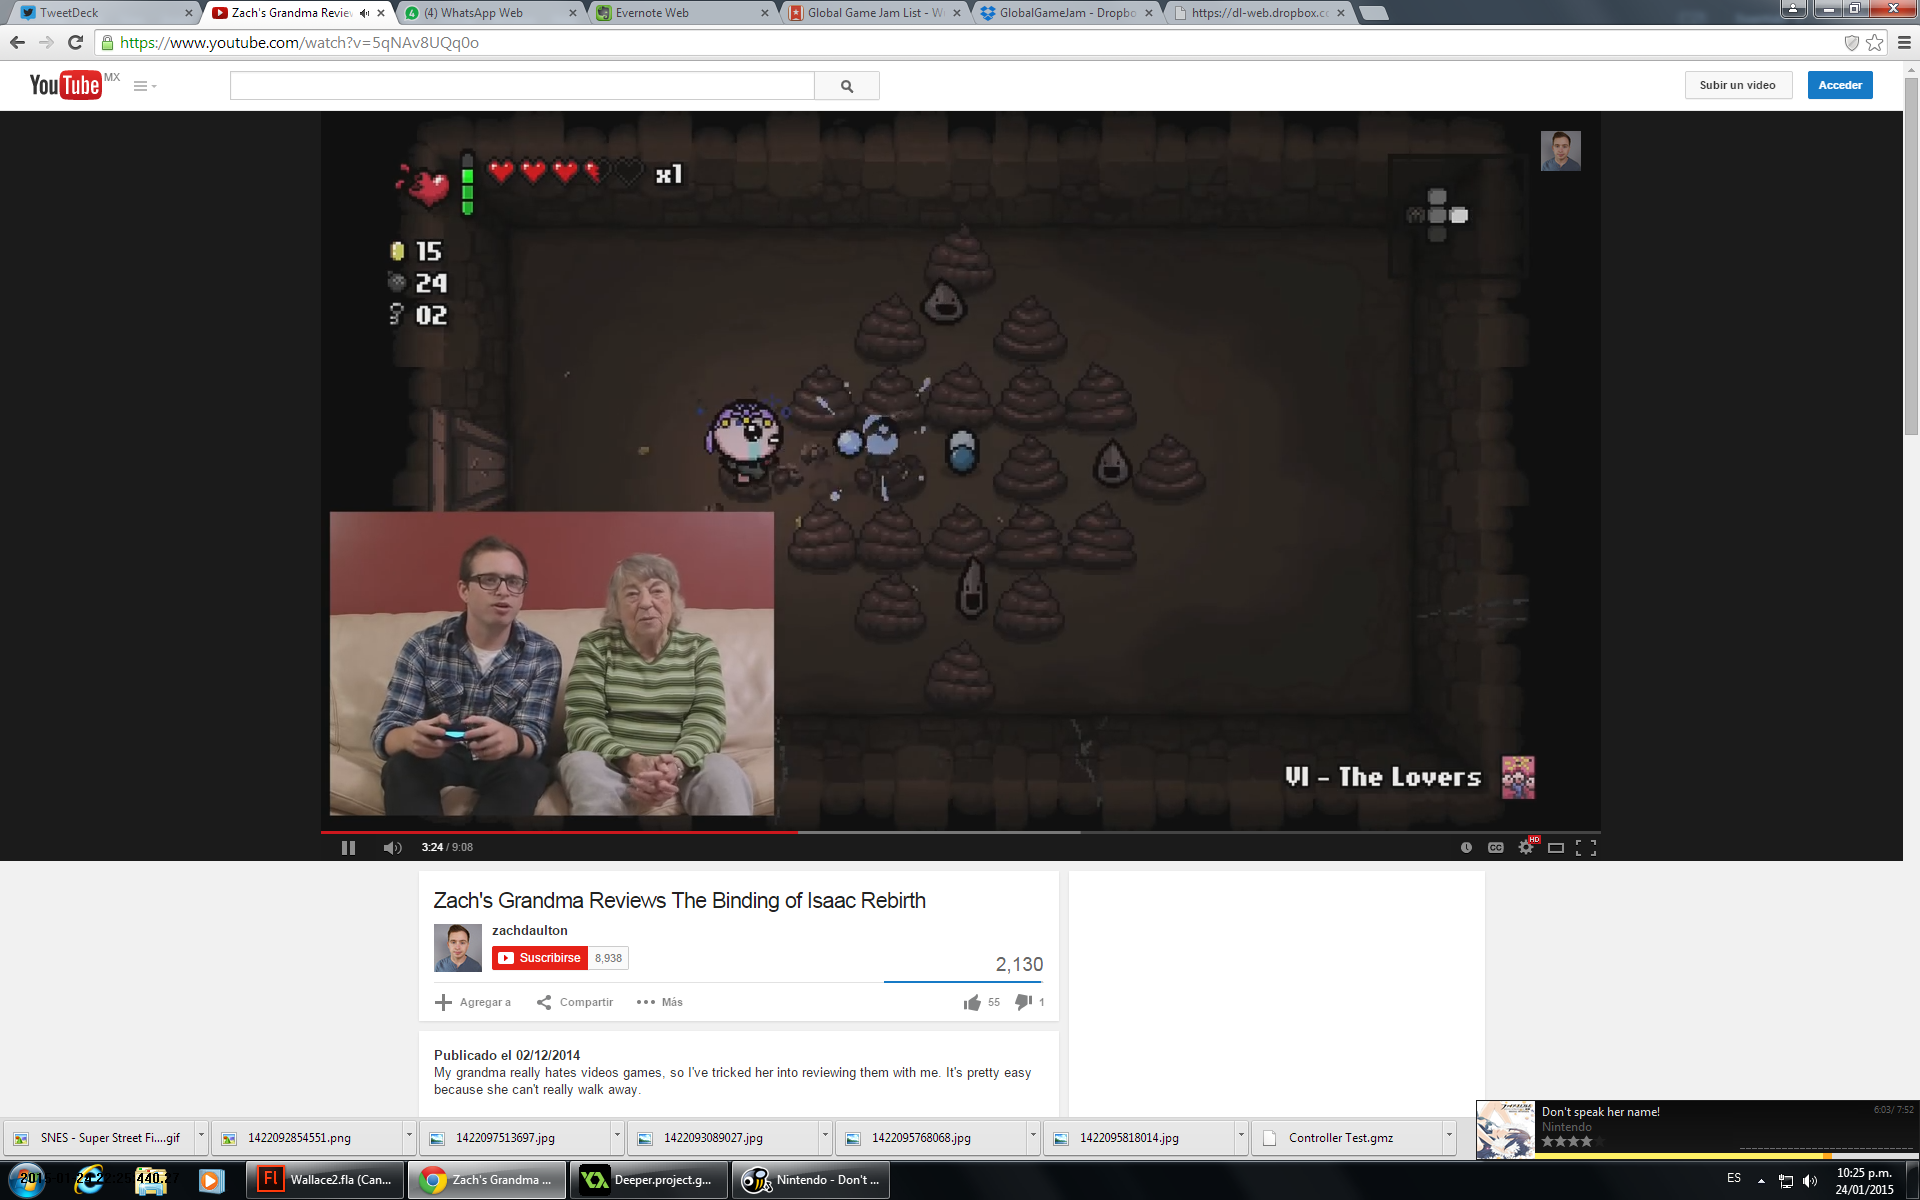 TweetDeck
Zach's Grandma Review
(4) WhatsApp Web
Evernote Web
Global Game Jam List - W
GlobalGameJam - Dropbo
https://dl-web.dropbox.co
https://www.youtube.com/watch?v=5qNAv8UQq0o
YouTube MX
Subir un video
Acceder
x1
15
24
02
VI - The Lovers
3:24 / 9:08
CC
HD
Zach's Grandma Reviews The Binding of Isaac Rebirth
zachdaulton
Suscribirse
8,938
2,130
Agregar a
Compartir
Más
55
1
Publicado el 02/12/2014
My grandma really hates videos games, so I've tricked her into reviewing them with me. It's pretty easy
because she can't really walk away.
Don't speak her name!
6:03/ 7:52
Nintendo
SNES - Super Street Fi....gif
1422092854551.png
1422097513697.jpg
1422093089027.jpg
1422095768068.jpg
1422095818014.jpg
Controller Test.gmz
Fl
Wallace2.fla (Can...
Zach's Grandma ...
Deeper.project.g...
Nintendo - Don't ...
ES
10:25 p.m.
24/01/2015